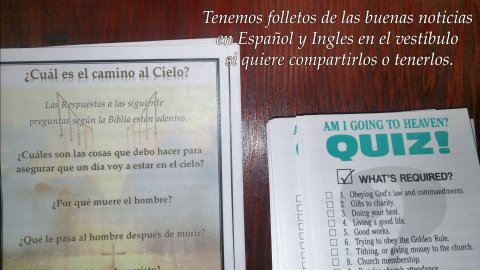 Tenemos folletos de las buenas noticias
en Español y Ingles en el vestíbulo
si quiere compartirlos o tenerlos.
¿Cuál es el camino al Cielo?
Las Respuestas a las siguiente
preguntas según la Biblia están adentro.
¿Cuáles son las cosas que debo hacer para
asegurar que un día voy a estar en el cielo?
¿Por qué muere el hombre?
¿Qué le pasa al hombre después de morir?
AM I GOING TO HEAVEN?
QUIZ!
WHAT'S REQUIRED?
1. Obeying God's law and commandments.
2. Gifts to charity.
3. Doing your best.
4. Living a good life.
5. Good works.
6. Trying to obey the Golden Rule.
7. Tithing, or giving money to the church.
8. Church membership.